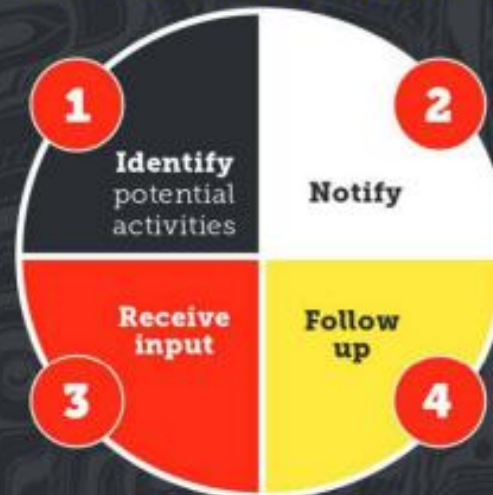 1
Identify
potential
activities
2
Notify
3
Receive
input
4
Follow
up